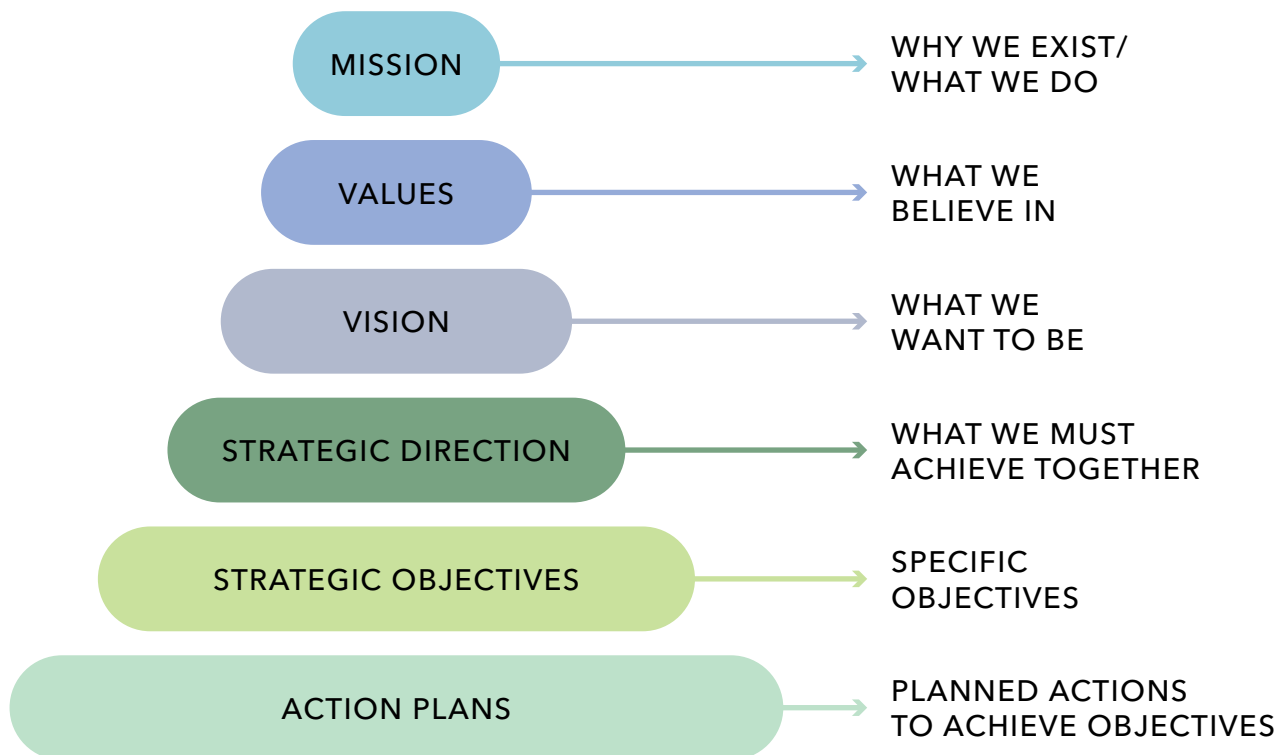 MISSION
WHY WE EXIST/
WHAT WE DO
VALUES
WHAT WE
BELIEVE IN
VISION
WHAT WE
WANT TO BE
STRATEGIC DIRECTION
WHAT WE MUST
ACHIEVE TOGETHER
STRATEGIC OBJECTIVES
SPECIFIC
OBJECTIVES
ACTION PLANS
PLANNED ACTIONS
TO ACHIEVE OBJECTIVES